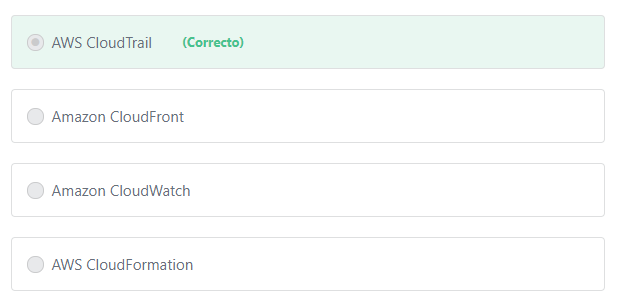 AWS CloudTrail (Correcto)
Amazon CloudFront
Amazon CloudWatch
AWS CloudFormation